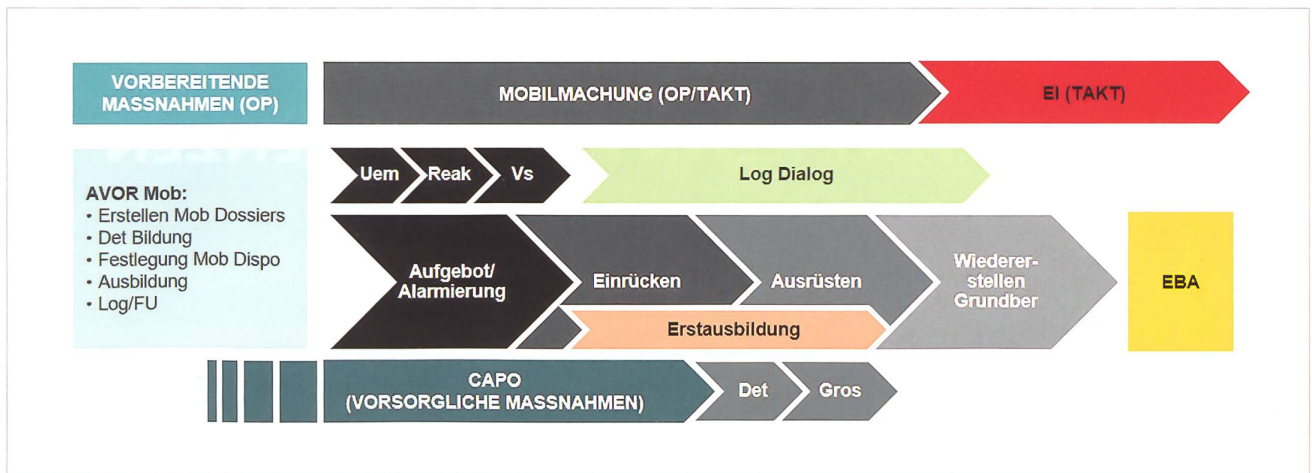 VORBEREITENDE
MASSNAHMEN (OP)
MOBILMACHUNG (OP/TAKT)
EI (TAKT)
AVOR Mob:
• Erstellen Mob Dossiers
• Det Bildung
• Festlegung Mob Dispo
• Ausbildung
• Log/FU
Uem
Reak
Vs
Log Dialog
Aufgebot/
Alarmierung
Einrücken
Ausrüsten
Wiederer-
stellen
Grundber
EBA
Erstausbildung
CAPO
(VORSORGLICHE MASSNAHMEN)
Det
Gros